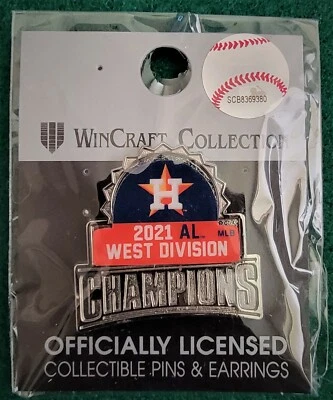 SCB8369380
WINCRAFT COLLECTION
H
2021 AL
MLB
WEST DIVISION
CHAMPIONS
OFFICIALLY LICENSED
COLLECTIBLE PINS & EARRINGS